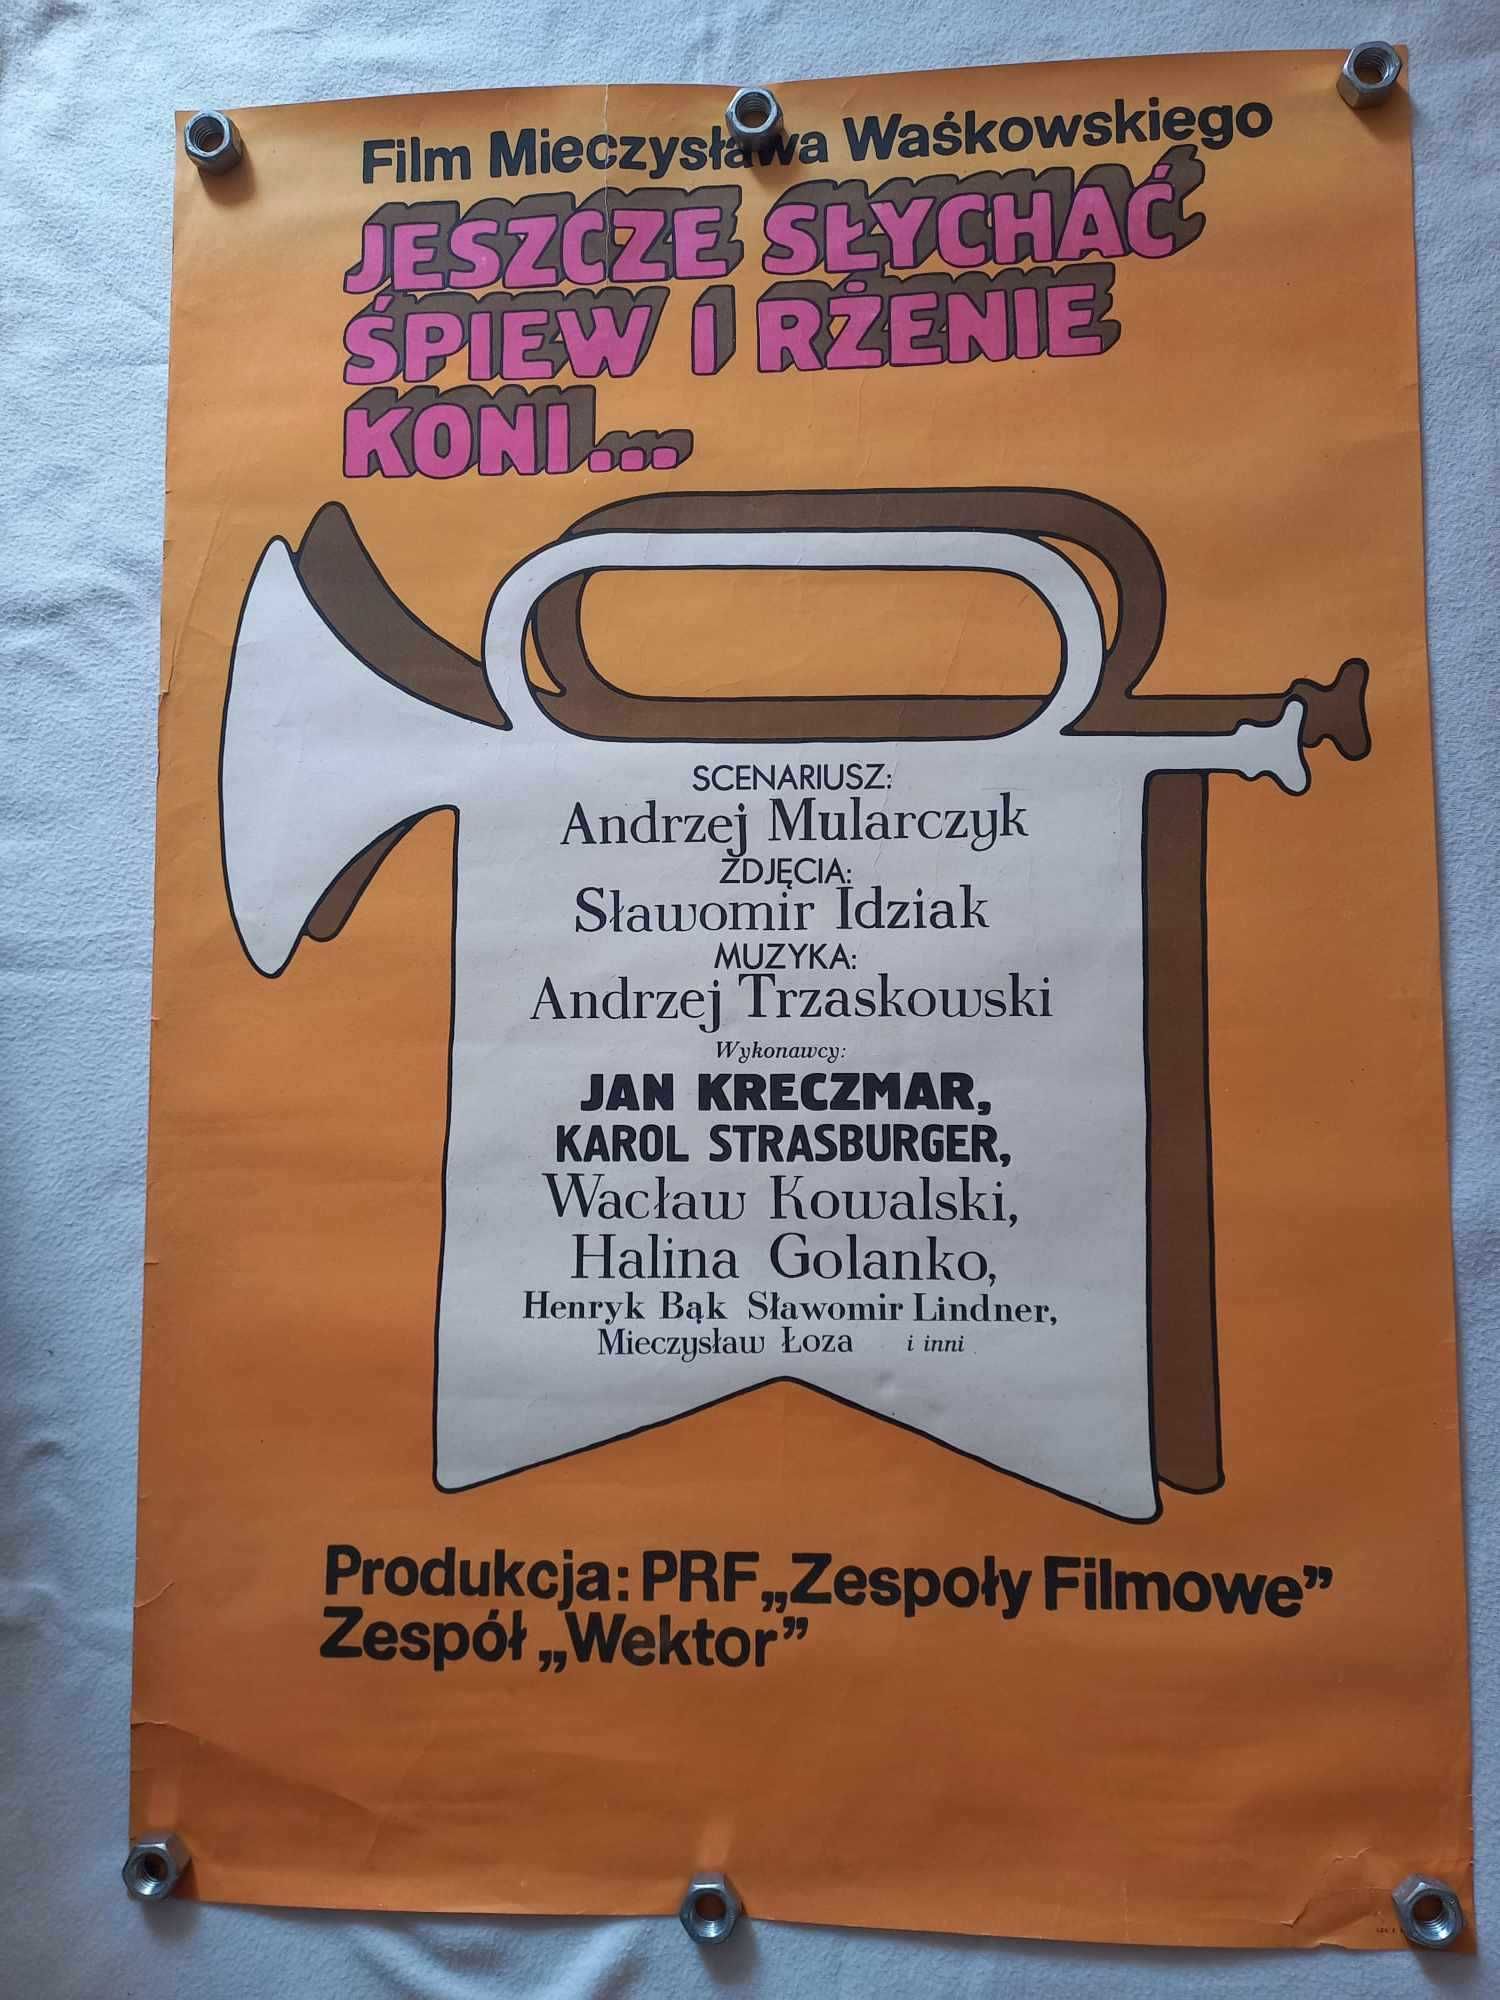 Film Mieczysława Waśkowskiego
JESZCZE SŁYCHAĆ
ŚPIEW I RŻENIE
KONI...
SCENARIUSZ:
Andrzej Mularczyk
ZDJĘCIA:
Sławomir Idziak
MUZYKA:
Andrzej Trzaskowski
Wykonawcy:
JAN KRECZMAR,
KAROL STRASBURGER,
Wacław Kowalski,
Halina Golanko,
Henryk Bąk Sławomir Lindner,
Mieczysław Łoza i inni
Produkcja: PRF „Zespoły Filmowe”
Zespół „Wektor”